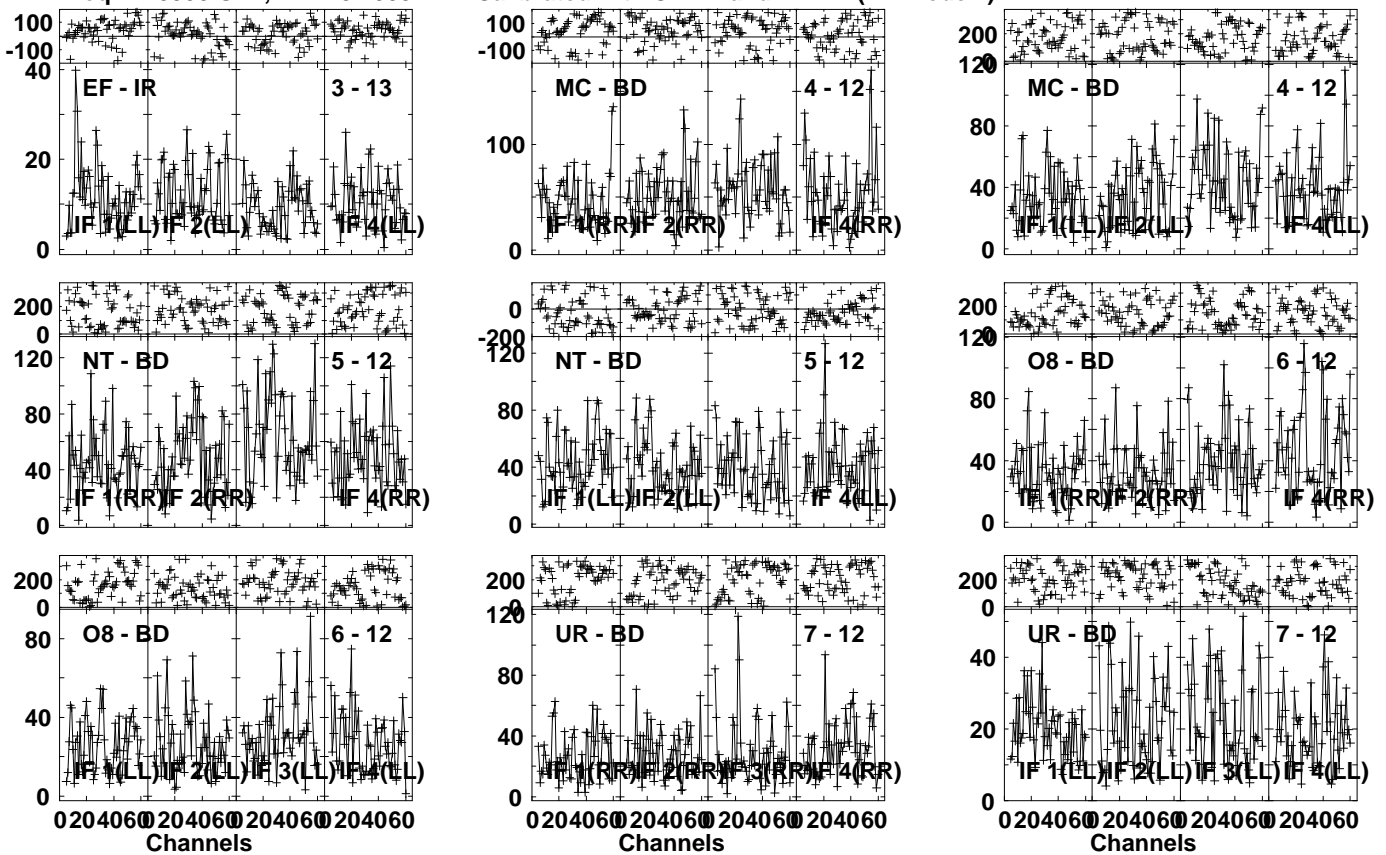 100
-100
40
20
0
EF - IR
3 - 13
IF 1(LL)
IF 2(LL)
IF 4(LL)
100
-100
100
0
MC - BD
4 - 12
IF 1(RR)
IF 2(RR)
IF 4(RR)
200
0
120
80
40
0
MC - BD
4 - 12
IF 1(LL)
IF 2(LL)
IF 4(LL)
200
0
120
80
40
0
NT - BD
5 - 12
IF 1(RR)
IF 2(RR)
IF 4(RR)
0
-200
120
80
40
0
NT - BD
5 - 12
IF 1(LL)
IF 2(LL)
IF 4(LL)
200
0
120
80
40
0
O8 - BD
6 - 12
IF 1(RR)
IF 2(RR)
IF 4(RR)
200
0
80
40
0
O8 - BD
6 - 12
IF 1(LL)
IF 2(LL)
IF 3(LL)
IF 4(LL)
0 20 40 60 0 20 40 60 0 20 40 60 0 20 40 60
Channels
200
0
120
80
40
0
UR - BD
7 - 12
IF 1(RR)
IF 2(RR)
IF 3(RR)
IF 4(RR)
0 20 40 60 0 20 40 60 0 20 40 60 0 20 40 60
Channels
200
0
40
20
0
UR - BD
7 - 12
IF 1(LL)
IF 2(LL)
IF 3(LL)
IF 4(LL)
0 20 40 60 0 20 40 60 0 20 40 60 0 20 40 60
Channels